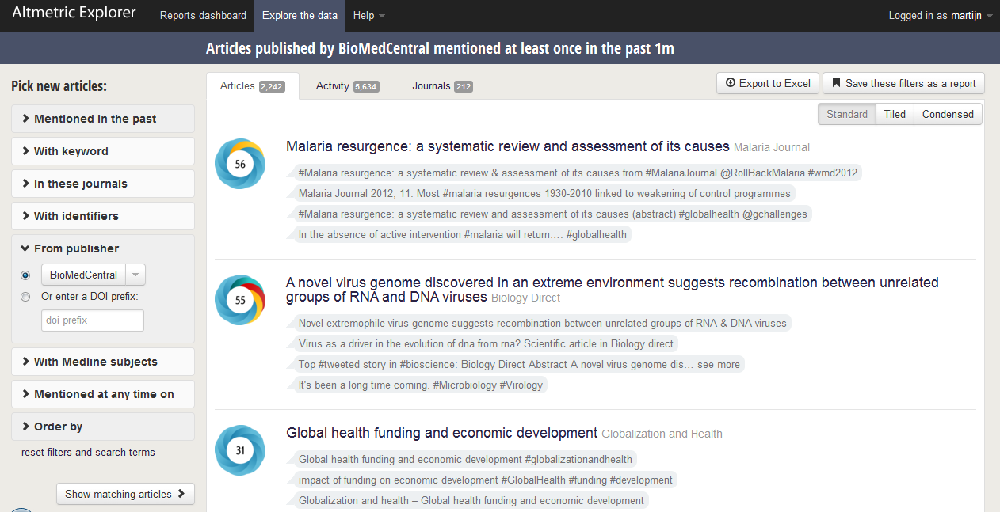 Altmetric Explorer
Reports dashboard
Explore the data
Help
Logged in as martijn
Articles published by BioMedCentral mentioned at least once in the past 1m
Pick new articles:
Mentioned in the past
With keyword
In these journals
With identifiers
From publisher
BioMedCentral
Or enter a DOI prefix:
doi prefix
With Medline subjects
Mentioned at any time on
Order by
reset filters and search terms
Show matching articles
Articles 2,242
Activity 5,634
Journals 212
Export to Excel
Save these filters as a report
Standard
Tiled
Condensed
56
Malaria resurgence: a systematic review and assessment of its causes Malaria Journal
#Malaria resurgence: a systematic review & assessment of its causes from #MalariaJournal @RollBackMalaria #wmd2012
Malaria Journal 2012, 11: Most #malaria resurgences 1930-2010 linked to weakening of control programmes
#Malaria resurgence: a systematic review and assessment of its causes (abstract) #globalhealth @gchallenges
In the absence of active intervention #malaria will return.... #globalhealth
55
A novel virus genome discovered in an extreme environment suggests recombination between unrelated
groups of RNA and DNA viruses Biology Direct
Novel extremophile virus genome suggests recombination between unrelated groups of RNA & DNA viruses
Virus as a driver in the evolution of dna from rna? Scientific article in Biology direct
Top #tweeted story in #bioscience: Biology Direct Abstract A novel virus genome dis… see more
It's been a long time coming. #Microbiology #Virology
31
Global health funding and economic development Globalization and Health
Global health funding and economic development #globalizationandhealth
impact of funding on economic development #GlobalHealth #funding #development
Globalization and health – Global health funding and economic development